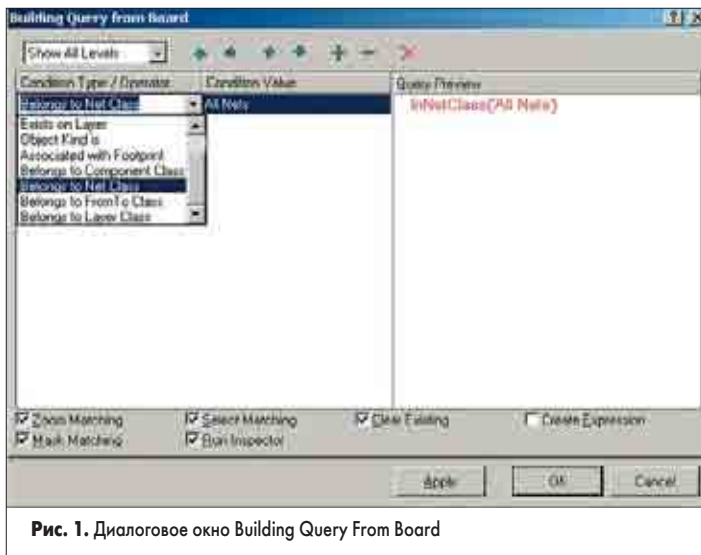 Building Query from Board
Show All Levels
Condition Type / Operator
Condition Value
Query Preview
Belongs to Net Class
All Nets
InNetClass(All Nets)
Exists on Layer
Object Kind is
Associated with Footprint
Belongs to Component Class
Belongs to Net Class
Belongs to FromTo Class
Belongs to Layer Class
Zoom Matching
Select Matching
Clear Existing
Create Expression
Mask Matching
Run Inspector
Apply
OK
Cancel
Рис. 1. Диалоговое окно Building Query From Board